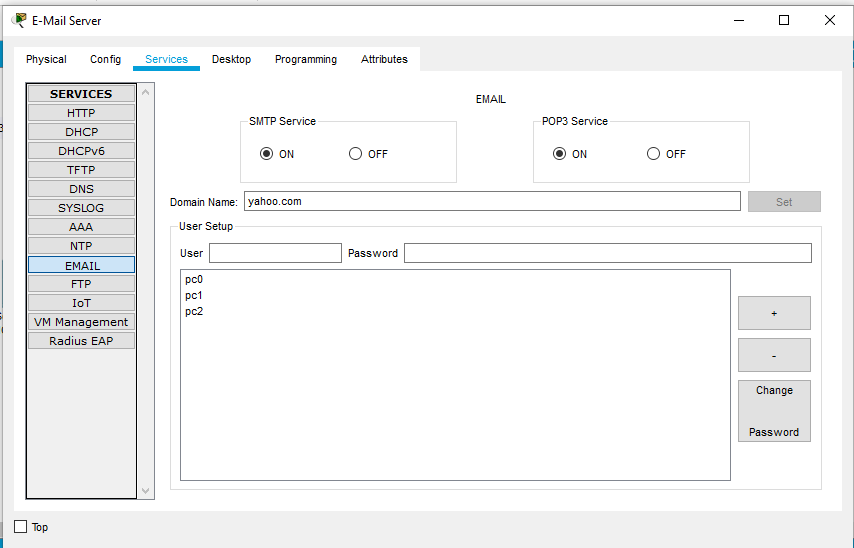 E-Mail Server
Physical Config Services Desktop Programming Attributes
SERVICES
HTTP
DHCP
DHCPv6
TFTP
DNS
SYSLOG
AAA
NTP
EMAIL
FTP
IoT
VM Management
Radius EAP
EMAIL
SMTP Service
ON OFF
POP3 Service
ON OFF
Domain Name: yahoo.com Set
User Setup
User Password
pc0
pc1
pc2
+
-
Change
Password
Top